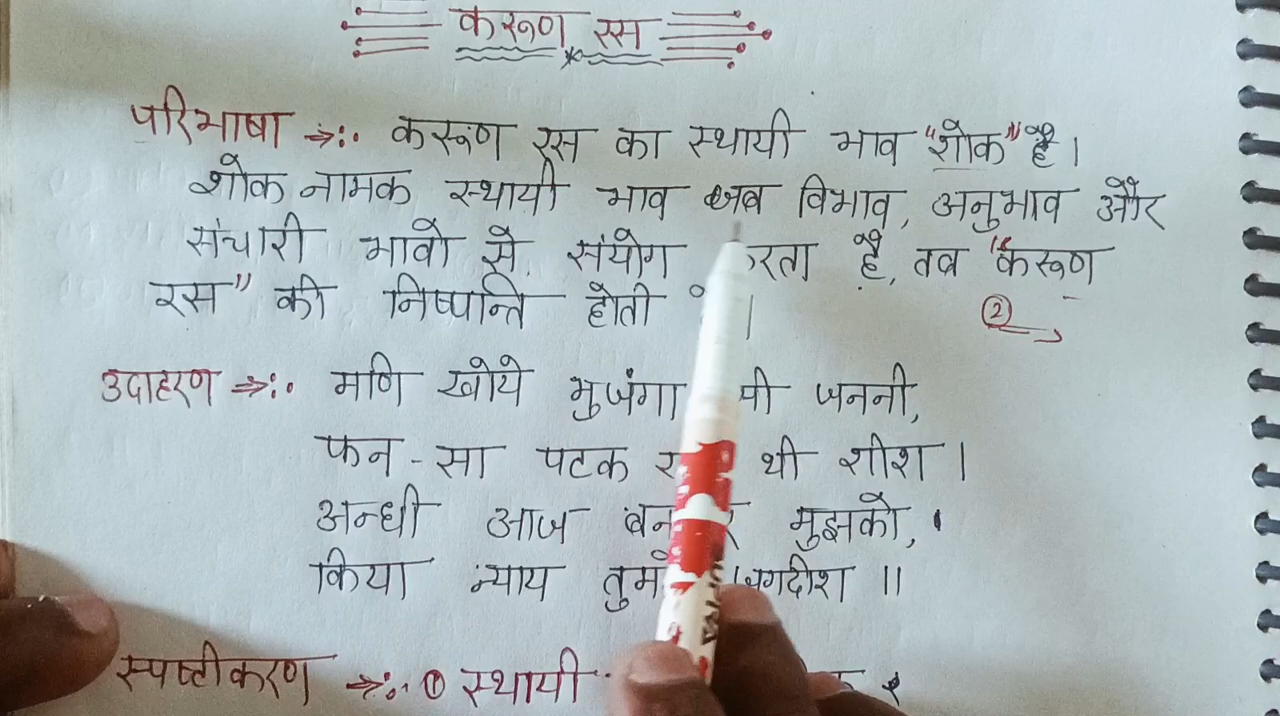 करूण रस
परिभाषा →:. करूण रस का स्थायी भाव "शोक" है।
शोक नामक स्थायी भाव जब विभाव, अनुभाव और
संचारी भावों से संयोग करता है, तब "करूण
रस" की निष्पान्ति होती
②
उदाहरण →:. मणि खोये भुजंगा सी जननी,
फन-सा पटक थी शीश।
अन्धी आज मुझको,
किया न्याय जगदीश॥
स्पष्टीकरण →:. ① स्थायी